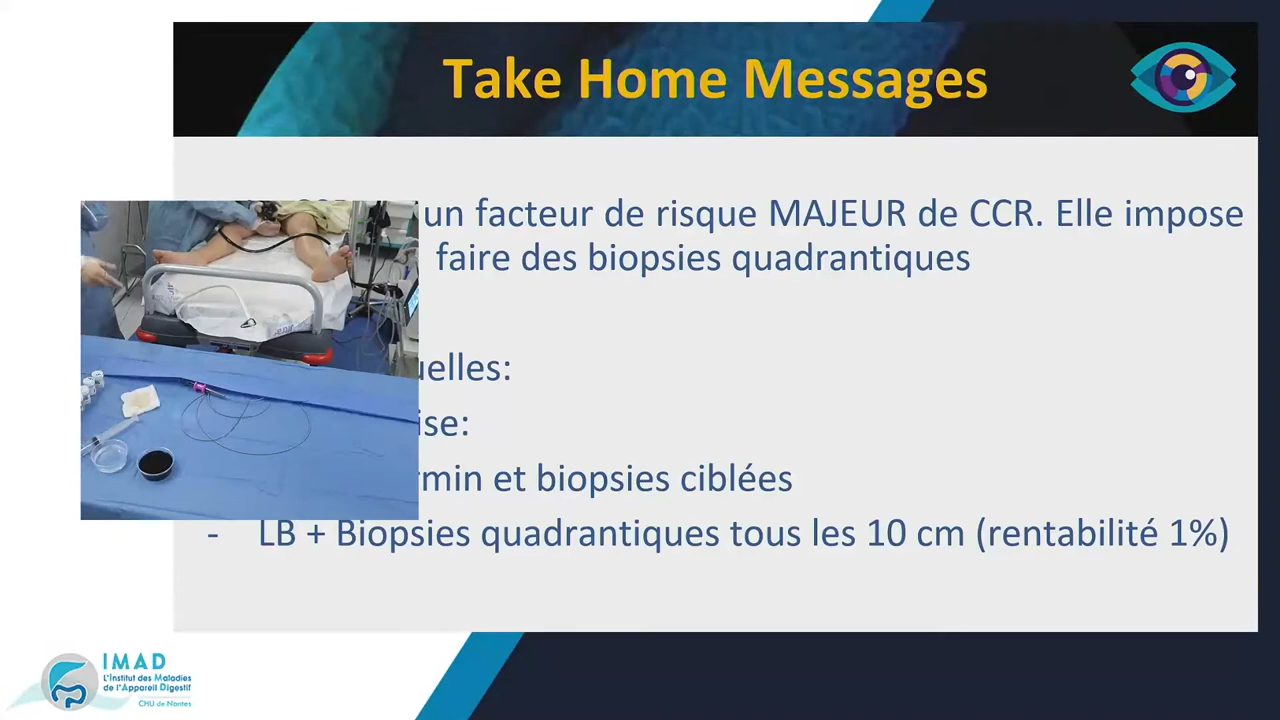 Take Home Messages
un facteur de risque MAJEUR de CCR. Elle impose
faire des biopsies quadrantiques
uelles:
ise:
rmin et biopsies ciblées
- LB + Biopsies quadrantiques tous les 10 cm (rentabilité 1%)
IMAD
L'Institut des Maladies
de l'Appareil Digestif
CHU de Nantes